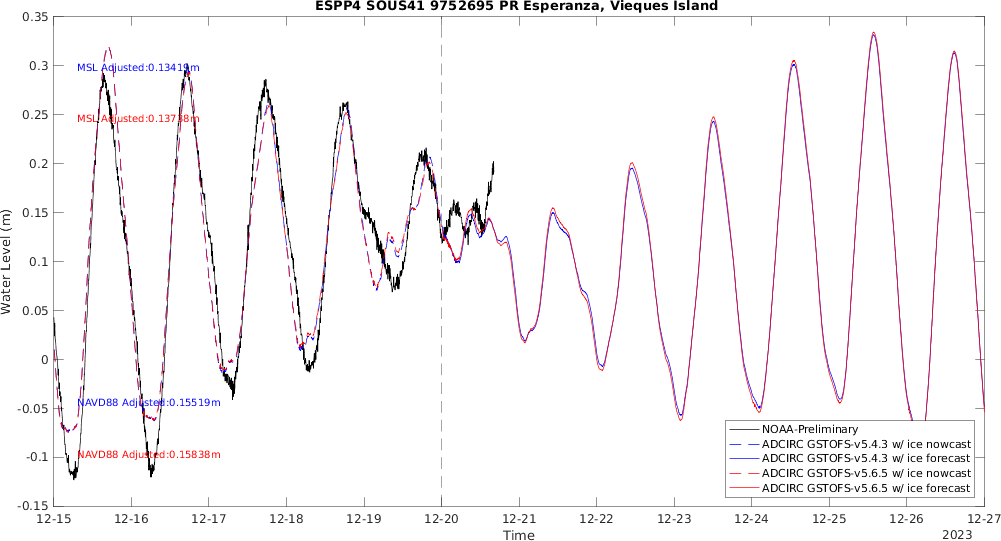 ESPP4 SOUS41 9752695 PR Esperanza, Vieques Island
0.35
0.3
0.25
0.2
0.15
0.1
0.05
0
-0.05
-0.1
-0.15
Water Level (m)
MSL Adjusted:0.13419m
MSL Adjusted:0.13738m
NAVD88 Adjusted:0.15519m
NAVD88 Adjusted:0.15838m
NOAA-Preliminary
ADCIRC GSTOFS-v5.4.3 w/ ice nowcast
ADCIRC GSTOFS-v5.4.3 w/ ice forecast
ADCIRC GSTOFS-v5.6.5 w/ ice nowcast
ADCIRC GSTOFS-v5.6.5 w/ ice forecast
12-15 12-16 12-17 12-18 12-19 12-20 12-21 12-22 12-23 12-24 12-25 12-26 12-27
Time
2023